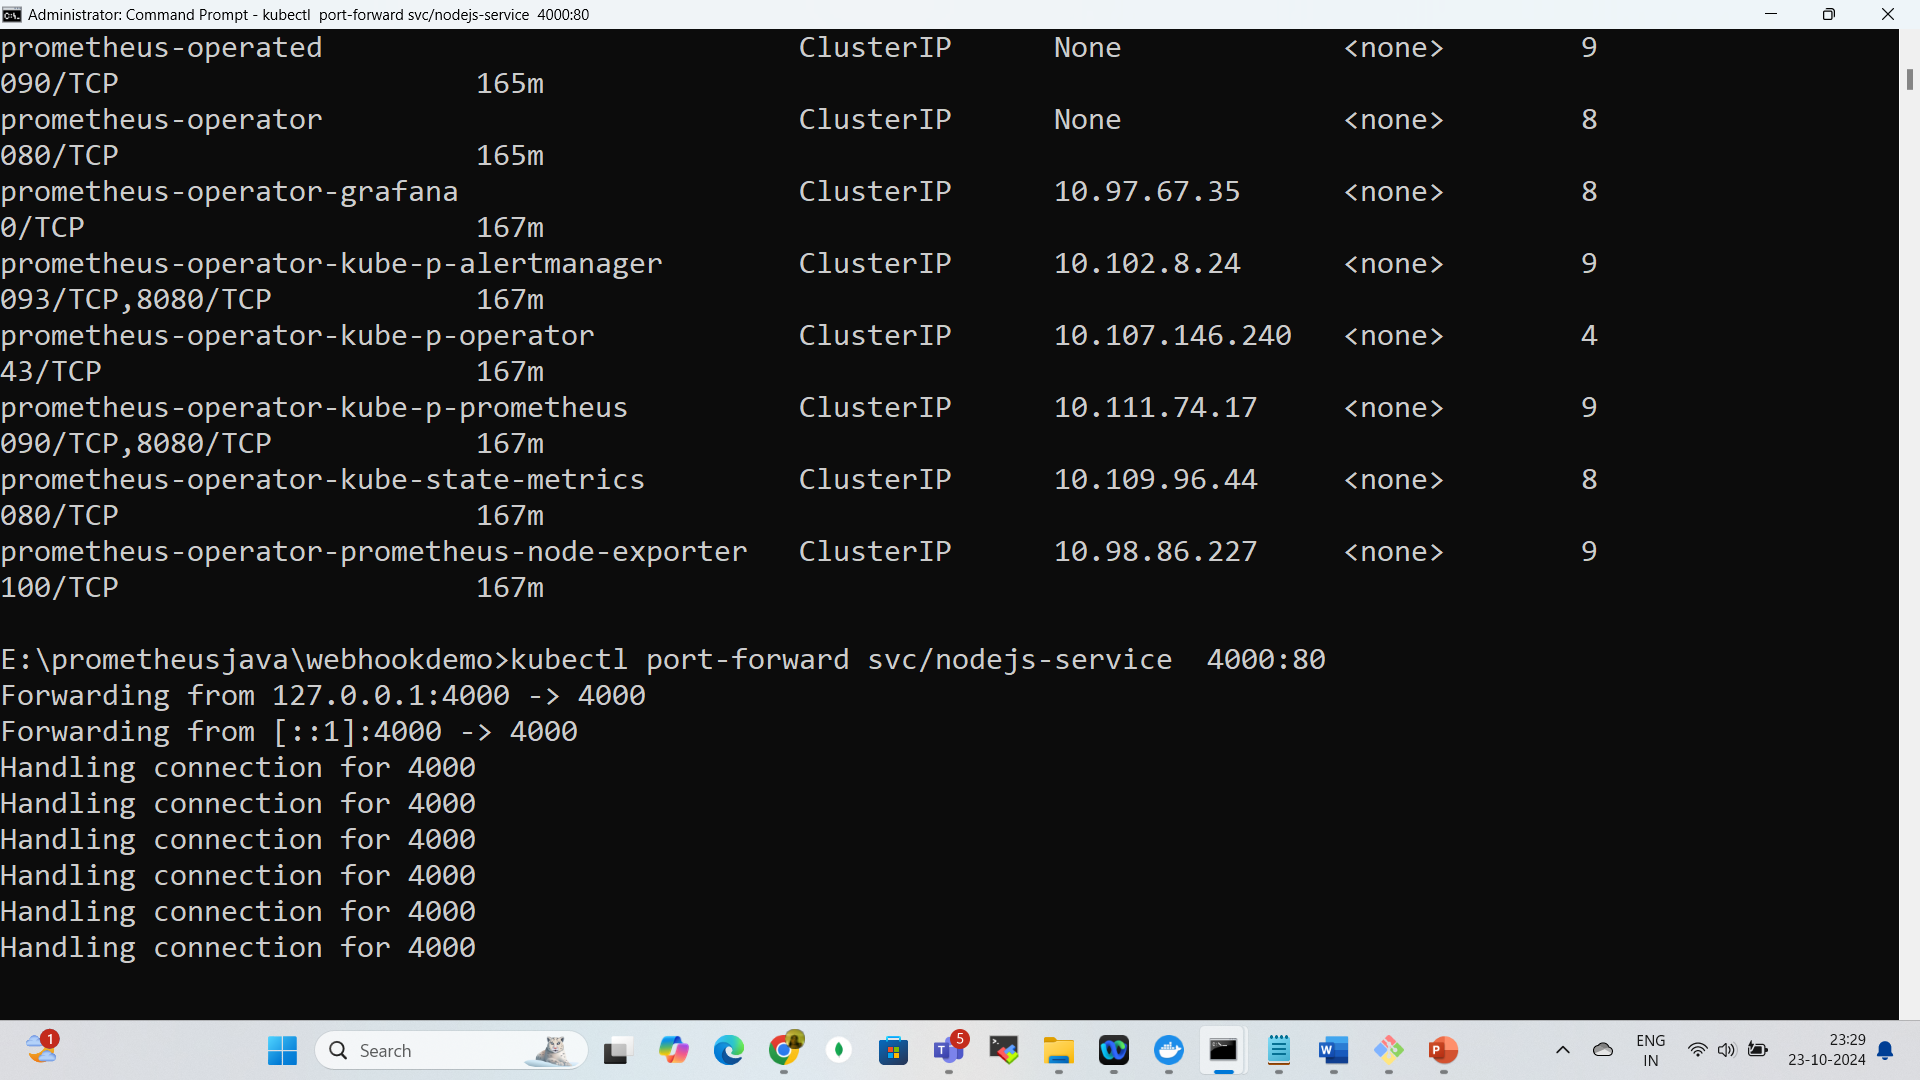 Administrator: Command Prompt - kubectl  port-forward svc/nodejs-service  4000:80
prometheus-operated                            ClusterIP      None             <none>        9
090/TCP                     165m
prometheus-operator                            ClusterIP      None             <none>        8
080/TCP                     165m
prometheus-operator-grafana                    ClusterIP      10.97.67.35      <none>        8
0/TCP                       167m
prometheus-operator-kube-p-alertmanager        ClusterIP      10.102.8.24      <none>        9
093/TCP,8080/TCP            167m
prometheus-operator-kube-p-operator            ClusterIP      10.107.146.240   <none>        4
43/TCP                      167m
prometheus-operator-kube-p-prometheus          ClusterIP      10.111.74.17     <none>        9
090/TCP,8080/TCP            167m
prometheus-operator-kube-state-metrics         ClusterIP      10.109.96.44     <none>        8
080/TCP                     167m
prometheus-operator-prometheus-node-exporter   ClusterIP      10.98.86.227     <none>        9
100/TCP                     167m
E:\prometheusjava\webhookdemo>kubectl port-forward svc/nodejs-service  4000:80
Forwarding from 127.0.0.1:4000 -> 4000
Forwarding from [::1]:4000 -> 4000
Handling connection for 4000
Handling connection for 4000
Handling connection for 4000
Handling connection for 4000
Handling connection for 4000
Handling connection for 4000
1
Search
5
ENG
IN
23:29
23-10-2024